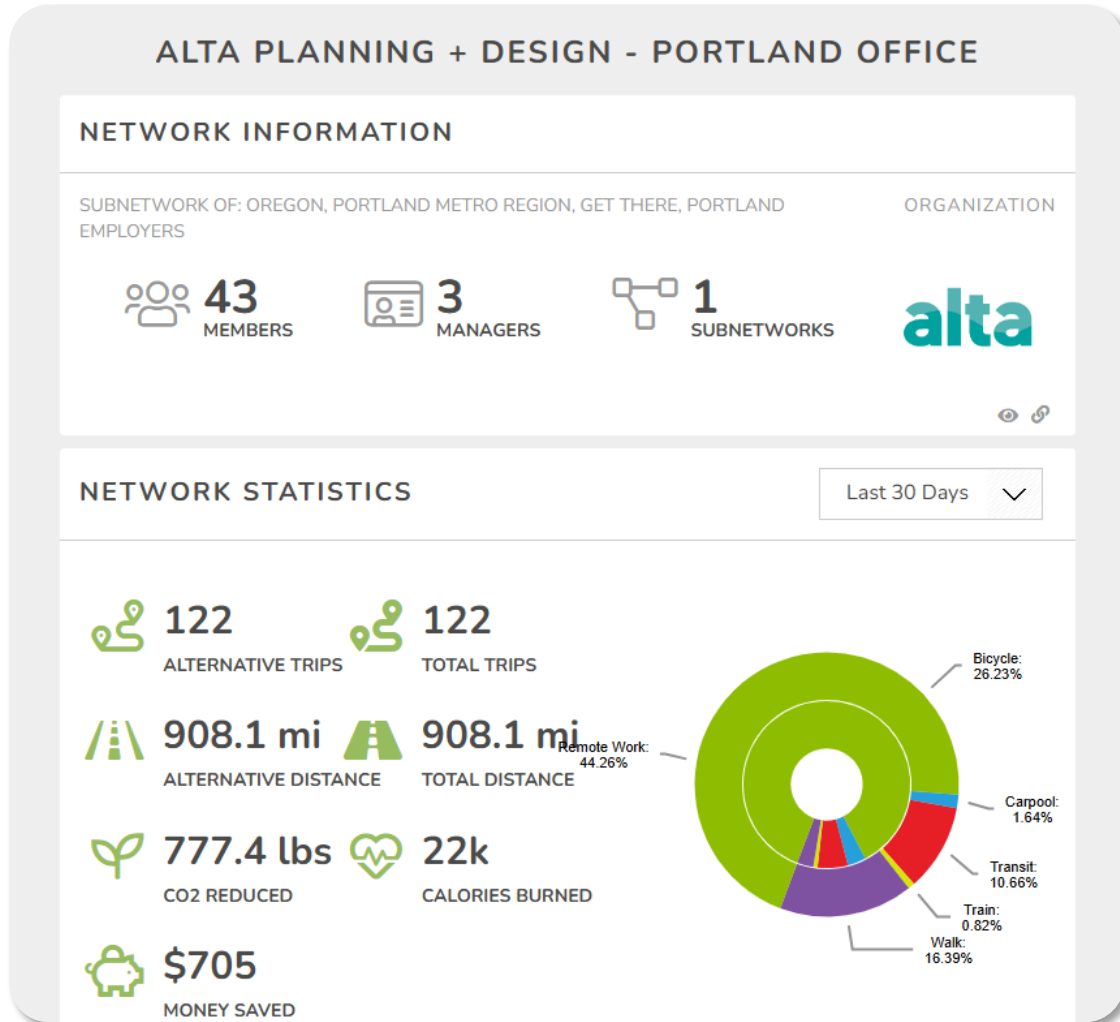 ALTA PLANNING + DESIGN - PORTLAND OFFICE
NETWORK INFORMATION
SUBNETWORK OF: OREGON, PORTLAND METRO REGION, GET THERE, PORTLAND
EMPLOYERS
ORGANIZATION
43
MEMBERS
3
MANAGERS
1
SUBNETWORKS
alta
NETWORK STATISTICS
Last 30 Days
122
ALTERNATIVE TRIPS
122
TOTAL TRIPS
908.1 mi
ALTERNATIVE DISTANCE
908.1 mi
TOTAL DISTANCE
777.4 lbs
CO2 REDUCED
22k
CALORIES BURNED
$705
MONEY SAVED
Remote Work:
44.26%
Bicycle:
26.23%
Carpool:
1.64%
Transit:
10.66%
Train:
0.82%
Walk:
16.39%